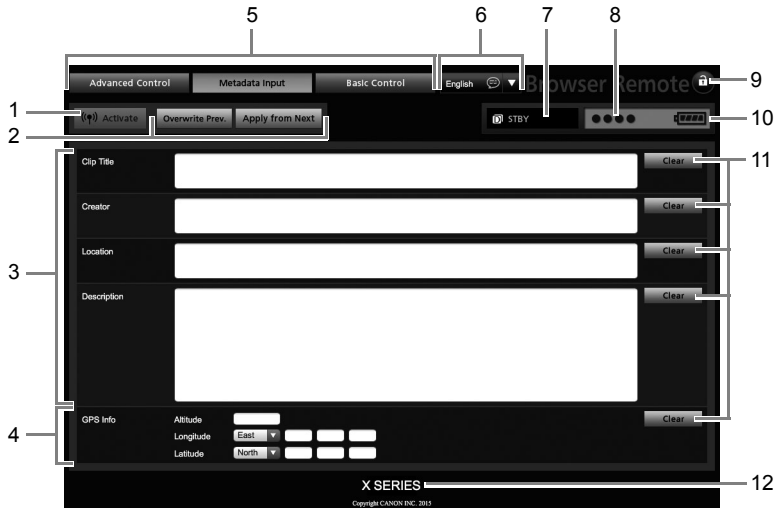 5 6 7 8
Advanced Control Metadata Input Basic Control English Browser Remote 9
1 Activate Overwrite Prev. Apply from Next STBY 10
2
Clip Title Clear 11
Creator Clear
3 Location Clear
Description Clear
4 GPS Info Altitude Clear
Longitude East
Latitude North
X SERIES 12
Copyright CANON INC. 2015